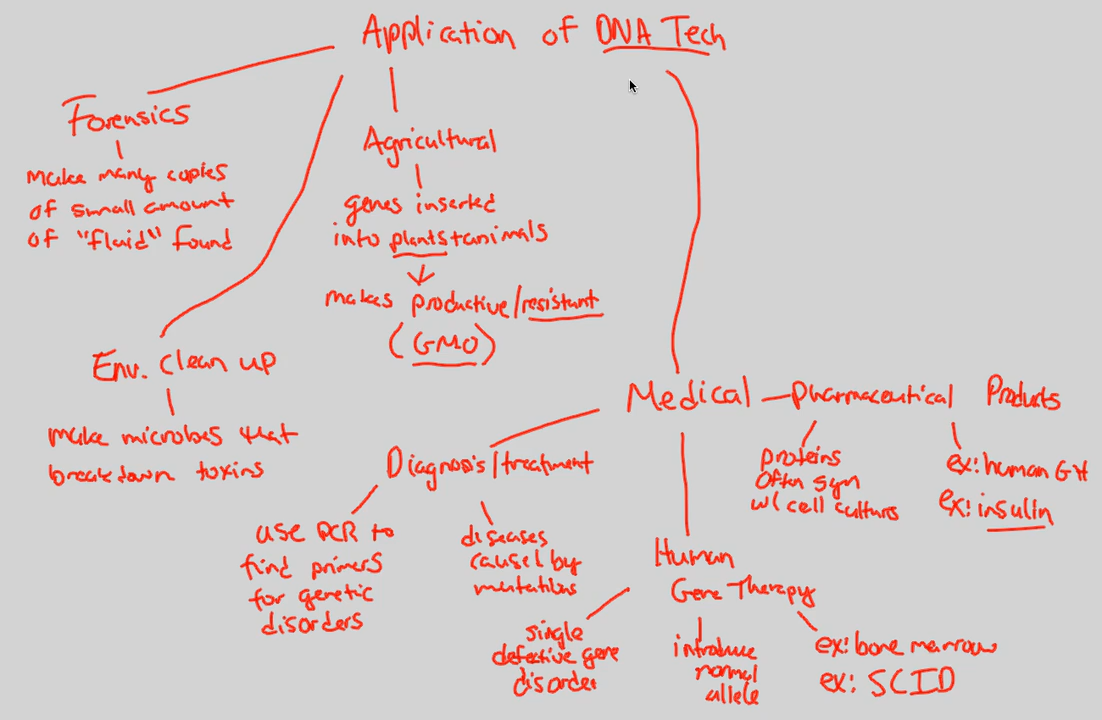 Application of DNA Tech
Forensics
make many copies
of small amount
of "fluid" found
Agricultural
genes inserted
into plants+animals
makes productive/resistant
(GMO)
Env. clean up
make microbes that
breakdown toxins
Medical
Pharmaceutical Products
proteins
often syn
w/ cell cultures
ex: human GH
ex: insulin
Diagnosis/treatment
use PCR to
find primers
for genetic
disorders
diseases
caused by
mutations
Human
Gene Therapy
single
defective gene
disorder
introduce
normal
allele
ex: bone marrow
ex: SCID